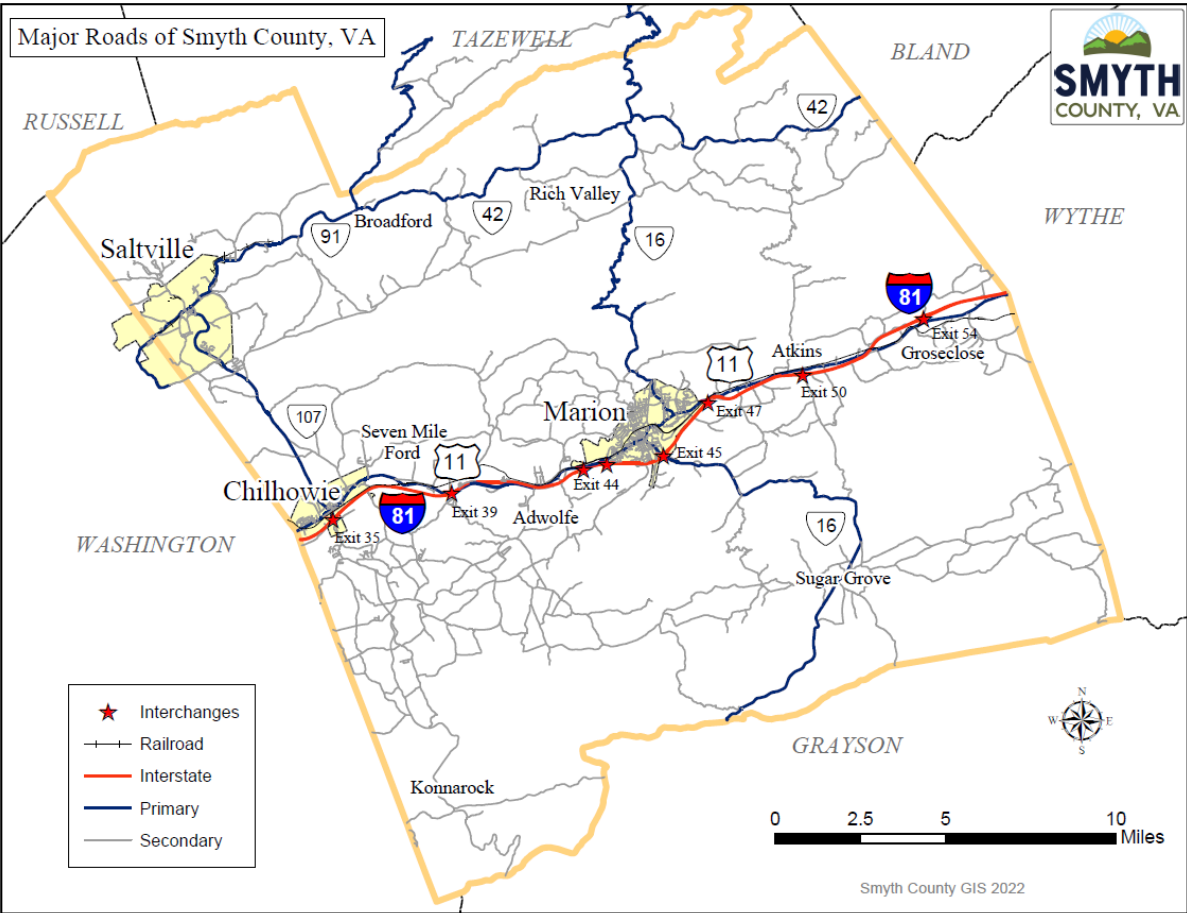 Major Roads of Smyth County, VA
TAZEWELL
BLAND
SMYTH
COUNTY, VA
RUSSELL
42
WYTHE
Rich Valley
Broadford
42
91
16
Saltville
81
Exit 54
Groseclose
11
Atkins
Exit 50
Marion
Exit 47
107
Seven Mile
Ford
11
Exit 45
Exit 44
Chilhowie
81
Exit 39
Adwolfe
Exit 35
16
WASHINGTON
Sugar Grove
Interchanges
Railroad
Interstate
Primary
Secondary
N
W
E
S
GRAYSON
Konnarock
0
2.5
5
10
Miles
Smyth County GIS 2022